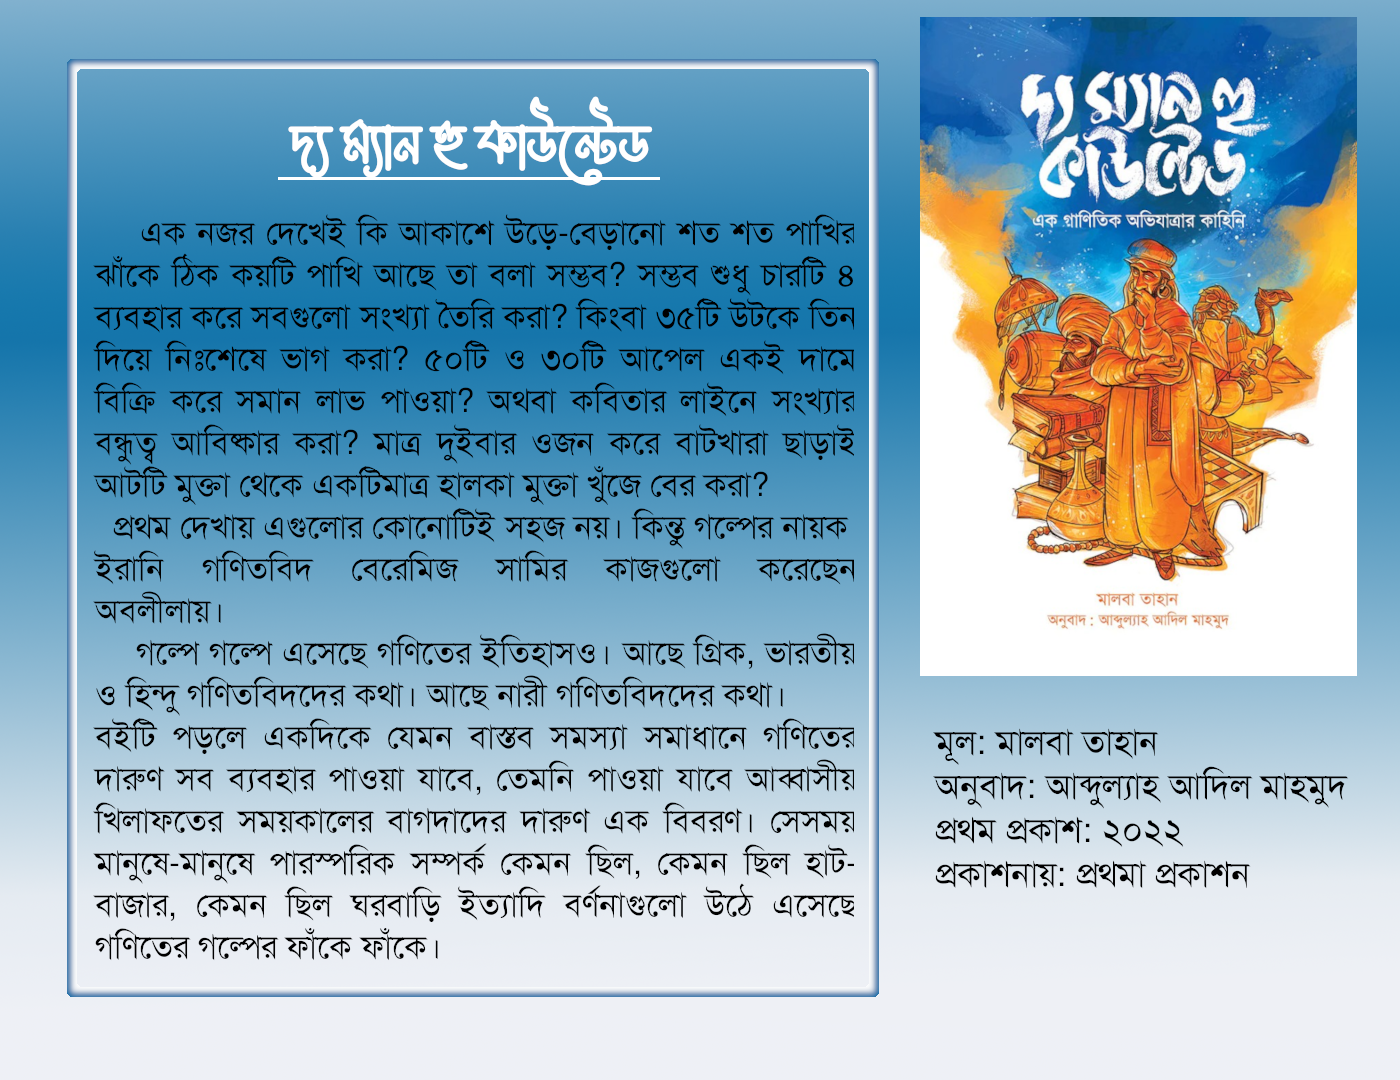 দ্য ম্যান হু কাউন্টেড
এক নজর দেখেই কি আকাশে উড়ে-বেড়ানো শত শত পাখির
ঝাঁকে ঠিক কয়টি পাখি আছে তা বলা সম্ভব? সম্ভব শুধু চারটি ৪
ব্যবহার করে সবগুলো সংখ্যা তৈরি করা? কিংবা ৩৫টি উটকে তিন
দিয়ে নিঃশেষে ভাগ করা? ৫০টি ও ৩০টি আপেল একই দামে
বিক্রি করে সমান লাভ পাওয়া? অথবা কবিতার লাইনে সংখ্যার
বন্ধুত্ব আবিষ্কার করা? মাত্র দুইবার ওজন করে বাটখারা ছাড়াই
আটটি মুক্তা থেকে একটিমাত্র হালকা মুক্তা খুঁজে বের করা?
প্রথম দেখায় এগুলোর কোনোটিই সহজ নয়। কিন্তু গল্পের নায়ক
ইরানি গণিতবিদ বেরেমিজ সামির কাজগুলো করেছেন
অবলীলায়।
গল্পে গল্পে এসেছে গণিতের ইতিহাসও। আছে গ্রিক, ভারতীয়
ও হিন্দু গণিতবিদদের কথা। আছে নারী গণিতবিদদের কথা।
বইটি পড়লে একদিকে যেমন বাস্তব সমস্যা সমাধানে গণিতের
দারুণ সব ব্যবহার পাওয়া যাবে, তেমনি পাওয়া যাবে আব্বাসীয়
খিলাফতের সময়কালের বাগদাদের দারুণ এক বিবরণ। সেসময়
মানুষে-মানুষে পারস্পরিক সম্পর্ক কেমন ছিল, কেমন ছিল হাট-
বাজার, কেমন ছিল ঘরবাড়ি ইত্যাদি বর্ণনাগুলো উঠে এসেছে
গণিতের গল্পের ফাঁকে ফাঁকে।
দ্য ম্যান হু
কাউন্টেড
এক গাণিতিক অভিযাত্রার কাহিনি
মালবা তাহান
অনুবাদ : আব্দুল্যাহ আদিল মাহমুদ
মূল: মালবা তাহান
অনুবাদ: আব্দুল্যাহ আদিল মাহমুদ
প্রথম প্রকাশ: ২০২২
প্রকাশনায়: প্রথমা প্রকাশন